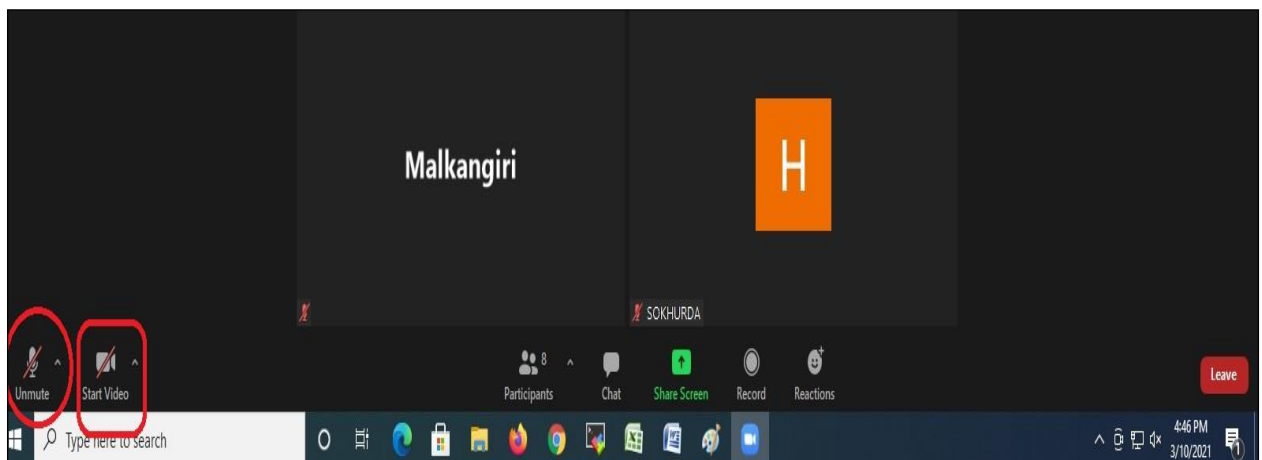 Malkangiri
H
SOKHURDA
8
Unmute
Start Video
Participants
Chat
Share Screen
Record
Reactions
Leave
Type here to search
4:46 PM
3/10/2021
1